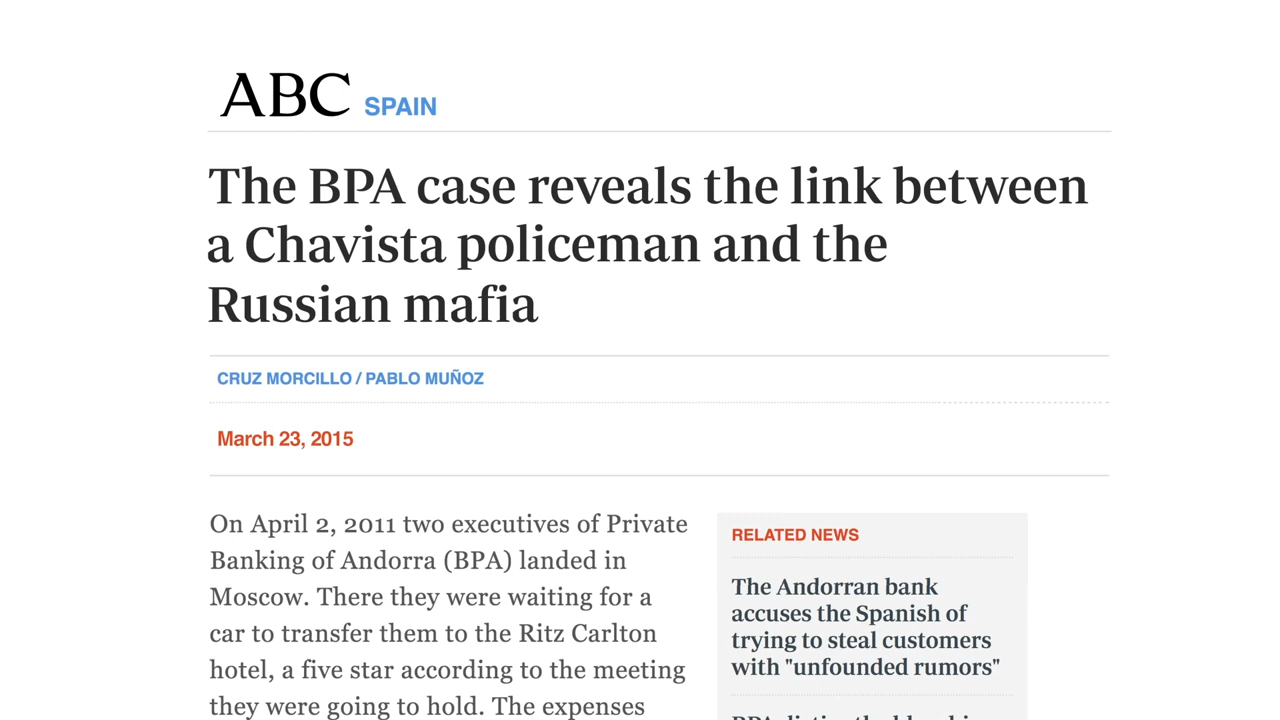 ABC SPAIN
The BPA case reveals the link between
a Chavista policeman and the
Russian mafia
CRUZ MORCILLO / PABLO MUÑOZ
March 23, 2015
On April 2, 2011 two executives of Private
Banking of Andorra (BPA) landed in
Moscow. There they were waiting for a
car to transfer them to the Ritz Carlton
hotel, a five star according to the meeting
they were going to hold. The expenses
RELATED NEWS
The Andorran bank
accuses the Spanish of
trying to steal customers
with "unfounded rumors"